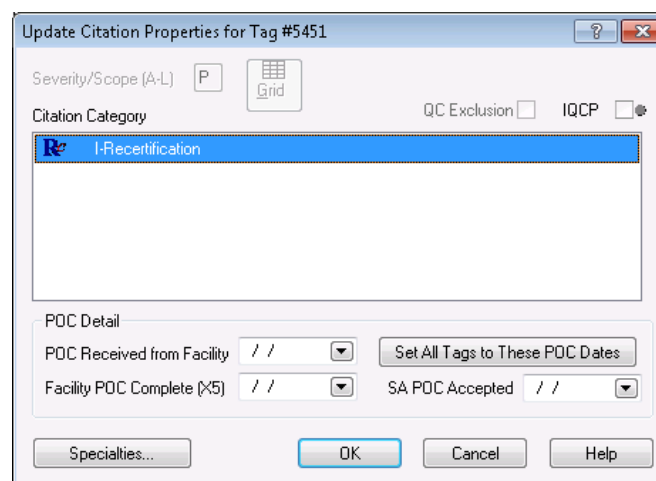 Update Citation Properties for Tag #5451
Severity/Scope (A-L) P Grid
QC Exclusion IQCP
Citation Category
Re I-Recertification
POC Detail
POC Received from Facility / / Set All Tags to These POC Dates
Facility POC Complete (X5) / / SA POC Accepted / /
Specialties... OK Cancel Help